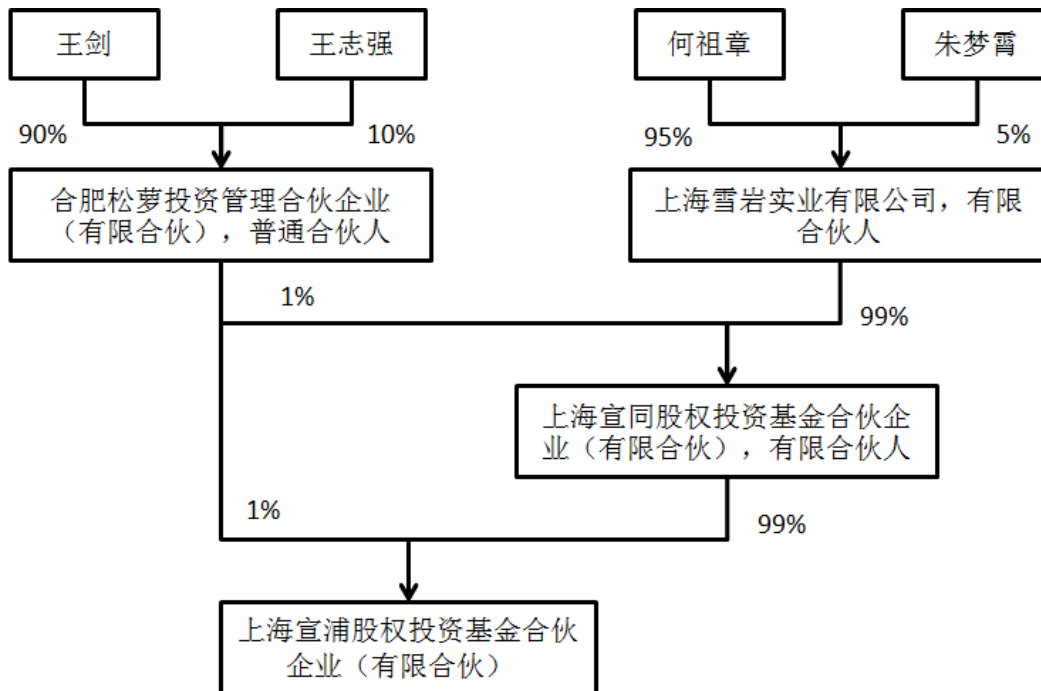 王剑
王志强
何祖章
朱梦霄
90%
10%
95%
5%
合肥松萝投资管理合伙企业
（有限合伙），普通合伙人
上海雪岩实业有限公司，有限
合伙人
1%
99%
上海宣同股权投资基金合伙企
业（有限合伙），有限合伙人
1%
99%
上海宣浦股权投资基金合伙
企业（有限合伙）